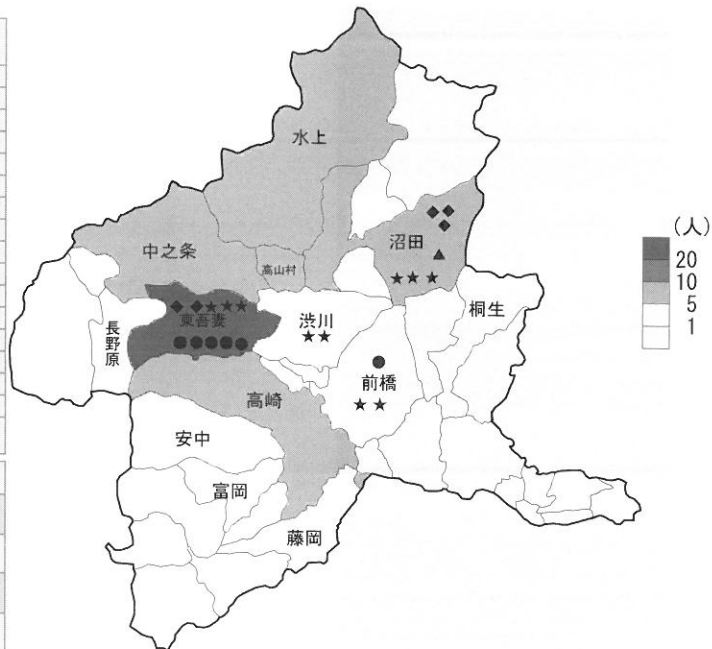 水上
中之条
沼田
高山村
東吾妻
渋川
桐生
長野原
前橋
高崎
安中
富岡
藤岡
(人)
20
10
5
1